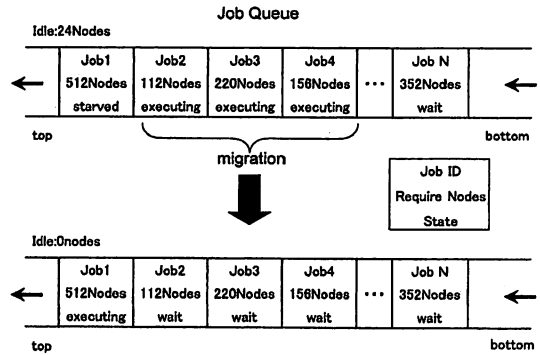 Job Queue
Idle:24Nodes
Job1 Job2 Job3 Job4 Job N
512Nodes 112Nodes 220Nodes 156Nodes ··· 352Nodes
starved executing executing executing wait
top bottom
migration
Job ID
Require Nodes
State
Idle:0nodes
Job1 Job2 Job3 Job4 Job N
512Nodes 112Nodes 220Nodes 156Nodes ··· 352Nodes
executing wait wait wait wait
top bottom